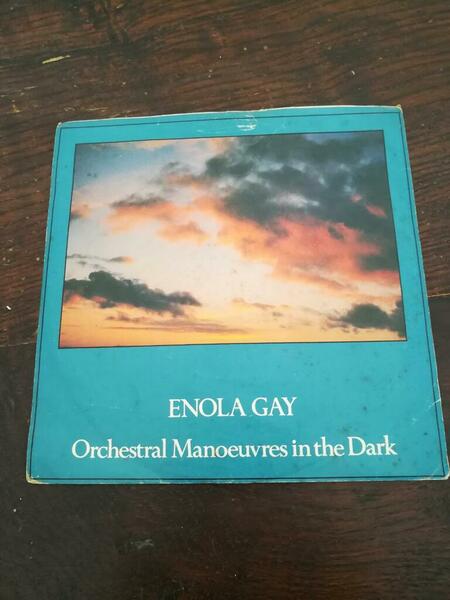 ENOLA GAY
Orchestral Manoeuvres in the Dark